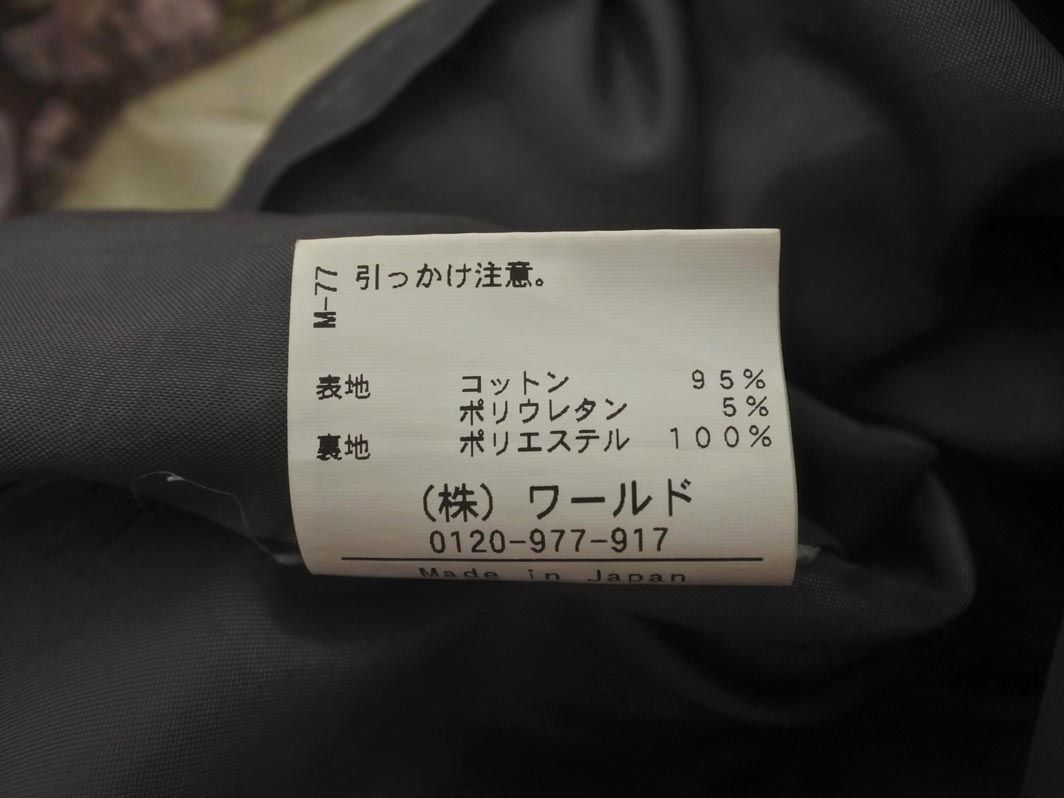 M-77
引っかけ注意。
表地 コットン 95%
ポリウレタン 5%
裏地 ポリエステル 100%
(株) ワールド
0120-977-917
Made in Japan